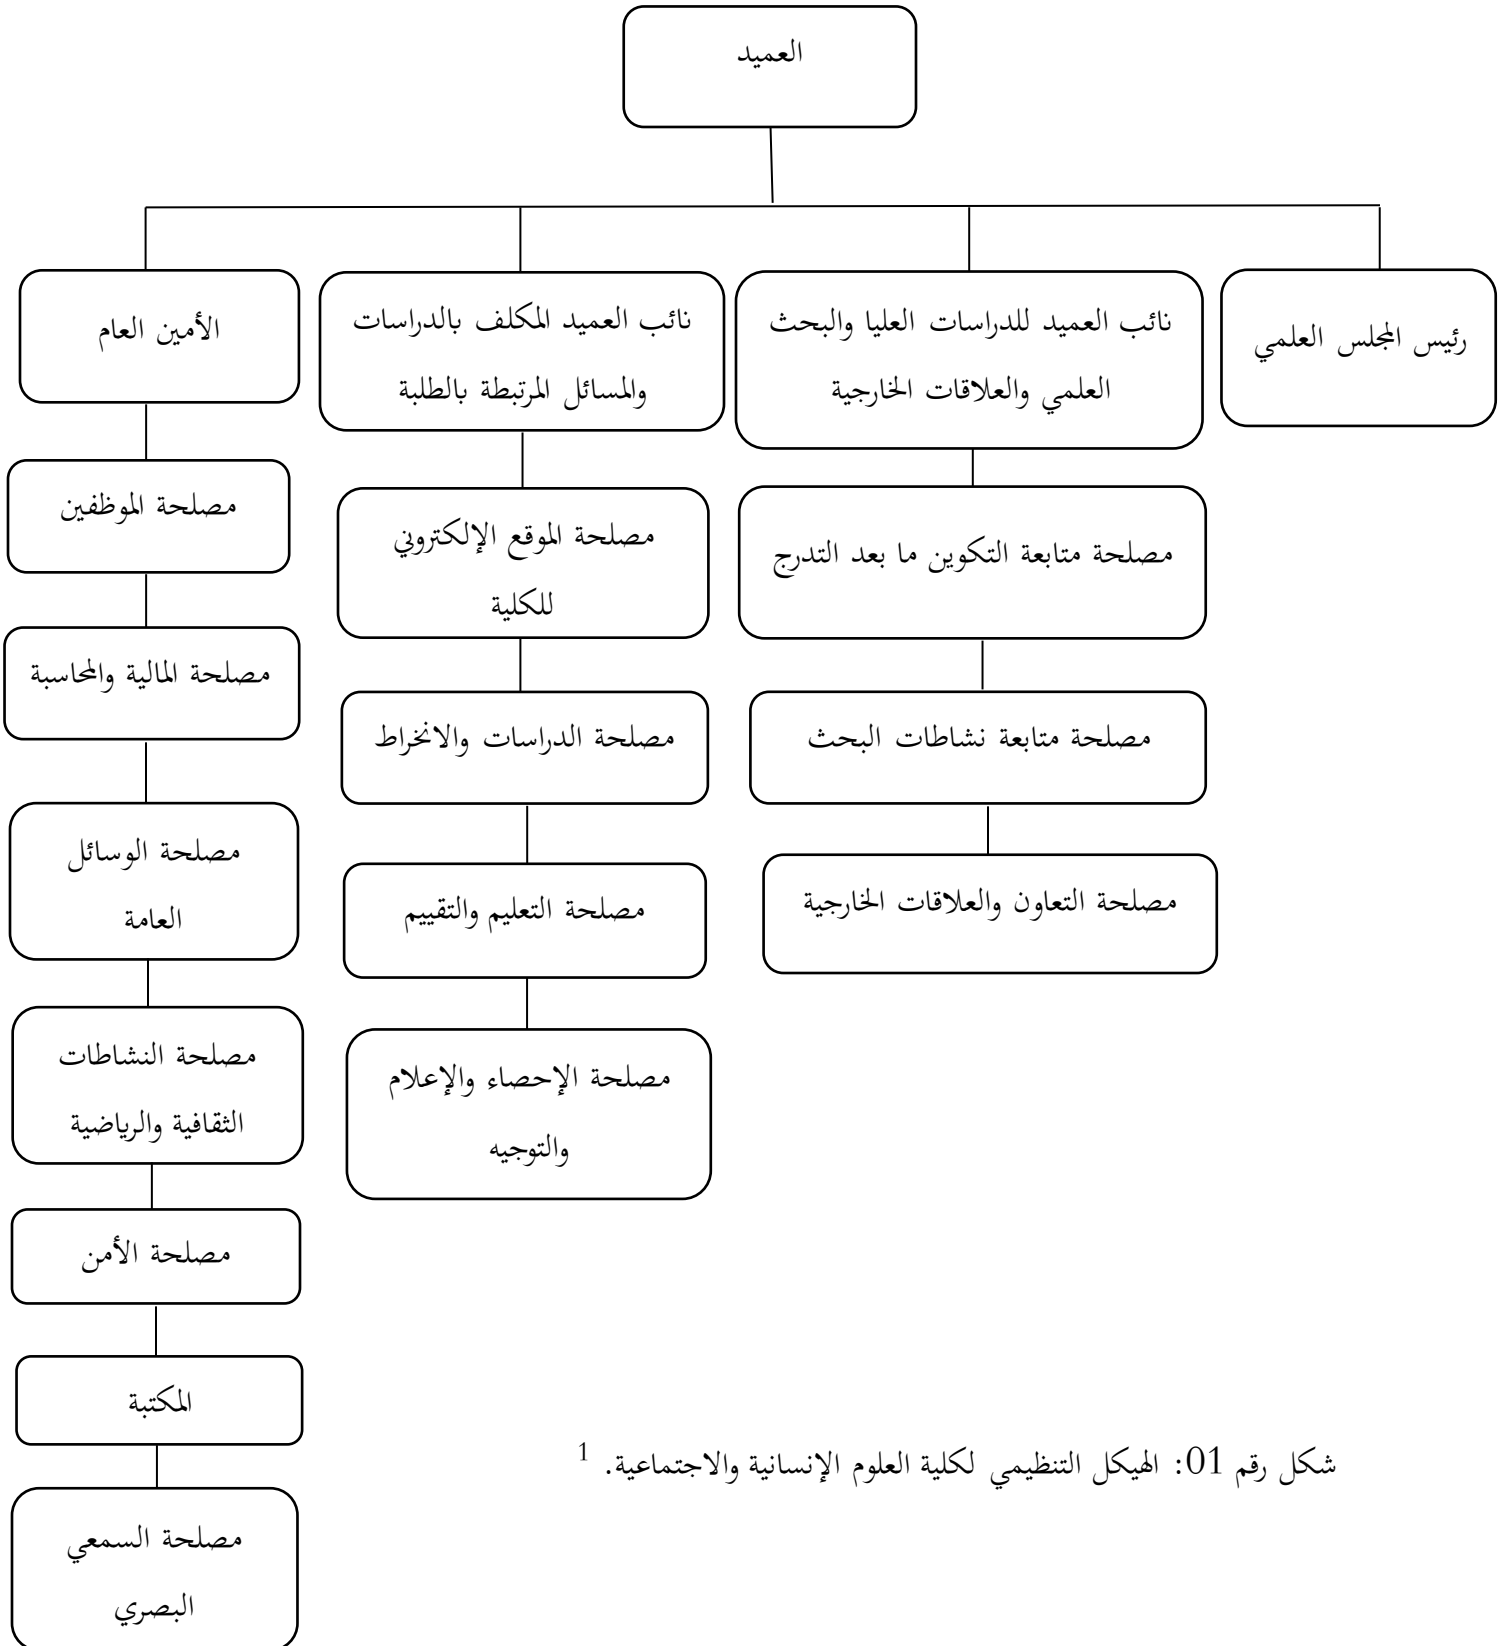 العميد
رئيس المجلس العلمي
نائب العميد للدراسات العليا والبحث
العلمي والعلاقات الخارجية
نائب العميد المكلف بالدراسات
والمسائل المرتبطة بالطلبة
الأمين العام
مصلحة متابعة التكوين ما بعد التدرج
مصلحة متابعة نشاطات البحث
مصلحة التعاون والعلاقات الخارجية
مصلحة الموقع الإلكتروني
للكلية
مصلحة الدراسات والانخراط
مصلحة التعليم والتقييم
مصلحة الإحصاء والإعلام
والتوجيه
مصلحة الموظفين
مصلحة المالية والمحاسبة
مصلحة الوسائل
العامة
مصلحة النشاطات
الثقافية والرياضية
مصلحة الأمن
المكتبة
مصلحة السمعي
البصري
شكل رقم 01: الهيكل التنظيمي لكلية العلوم الإنسانية والاجتماعية. 1